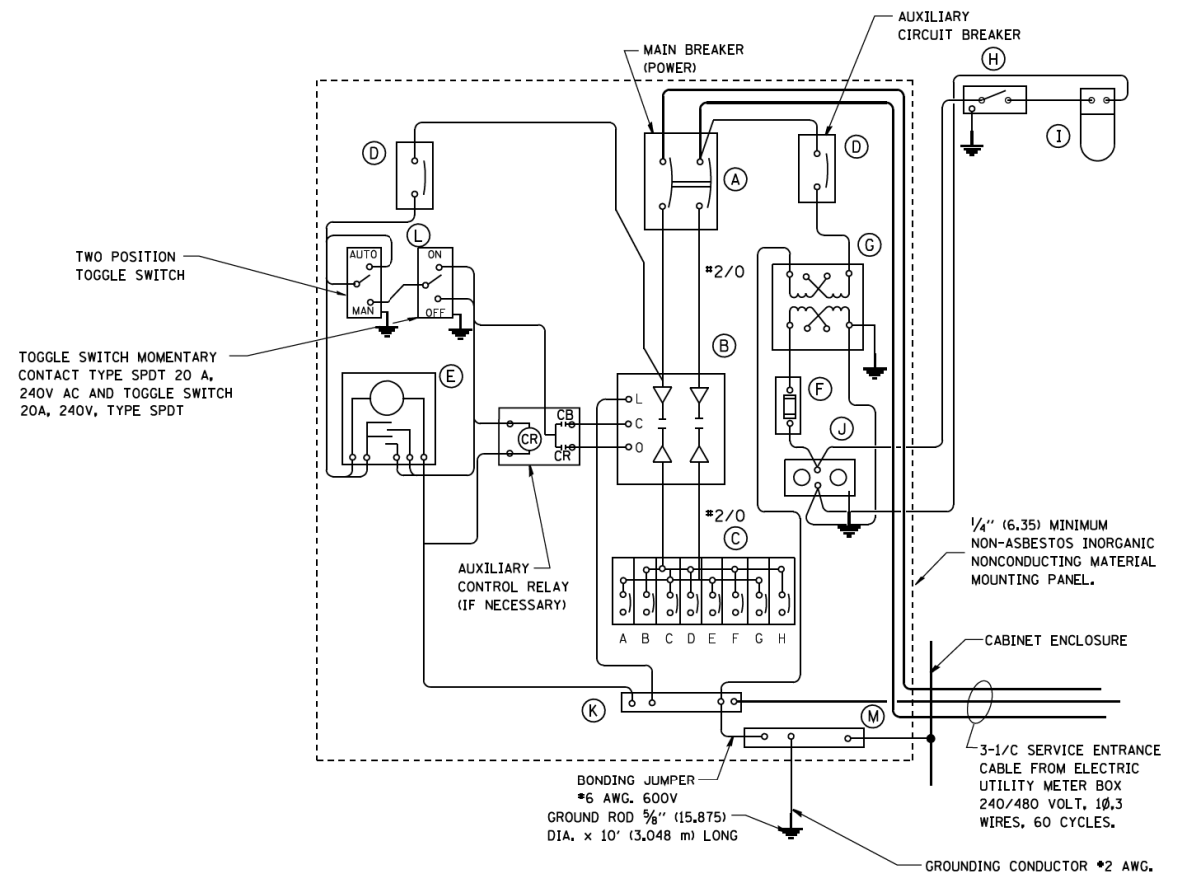 AUXILIARY
CIRCUIT BREAKER
MAIN BREAKER
(POWER)
H
I
D
D
A
L
G
TWO POSITION
TOGGLE SWITCH
AUTO
MAN
ON
OFF
#2/0
B
TOGGLE SWITCH MOMENTARY
CONTACT TYPE SPDT 20 A,
240V AC AND TOGGLE SWITCH
20A, 240V, TYPE SPDT
E
F
L
C
O
CB
CR
CR
J
#2/0
C
1/4'' (6.35) MINIMUM
NON-ASBESTOS INORGANIC
NONCONDUCTING MATERIAL
MOUNTING PANEL.
AUXILIARY
CONTROL RELAY
(IF NECESSARY)
A B C D E F G H
CABINET ENCLOSURE
K
M
3-1/C SERVICE ENTRANCE
CABLE FROM ELECTRIC
UTILITY METER BOX
240/480 VOLT, 1Ø,3
WIRES, 60 CYCLES.
BONDING JUMPER
#6 AWG. 600V
GROUND ROD 5/8'' (15.875)
DIA. x 10' (3.048 m) LONG
GROUNDING CONDUCTOR #2 AWG.